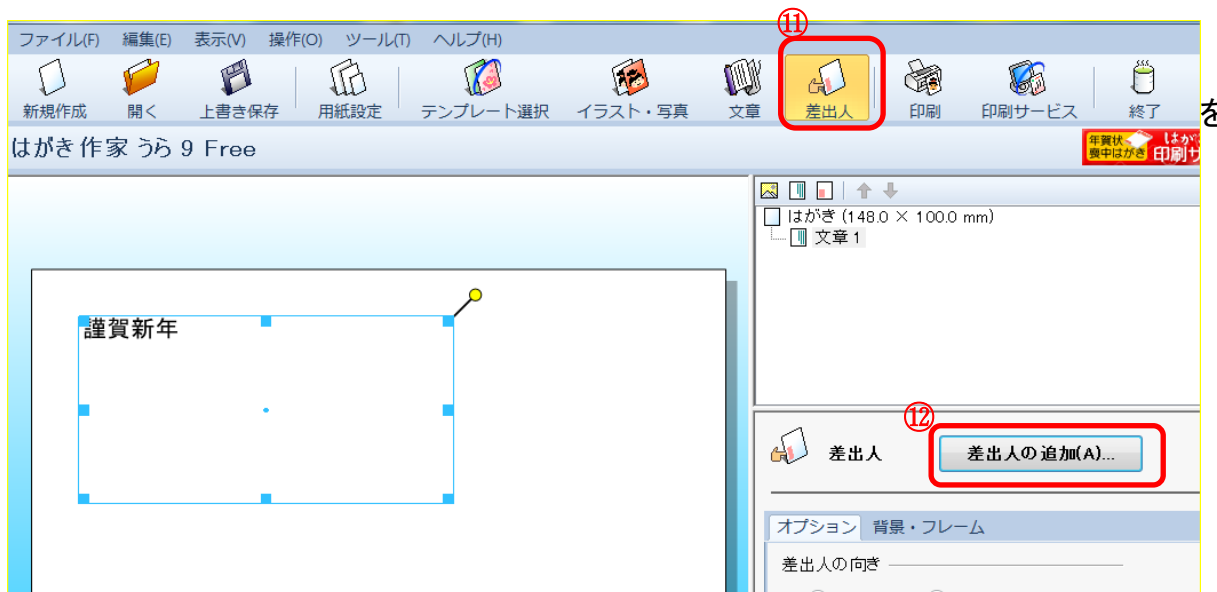 ⑪
ファイル(F) 編集(E) 表示(V) 操作(O) ツール(T) ヘルプ(H)
新規作成 開く 上書き保存 用紙設定 テンプレート選択 イラスト・写真 文章 差出人 印刷 印刷サービス 終了
を
はがき作家 うら 9 Free
年賀状 喪中はがき はが
印刷サ
はがき (148.0 × 100.0 mm)
文章 1
謹賀新年
⑫
差出人 差出人の追加(A)...
オプション 背景・フレーム
差出人の向き